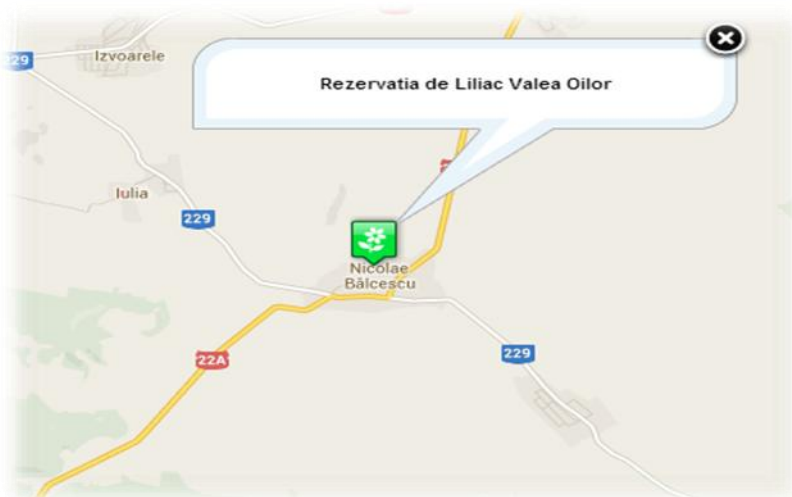 Rezervatia de Liliac Valea Oilor
Izvoarele
229
Iulia
229
Nicolae
Bălcescu
22A
229